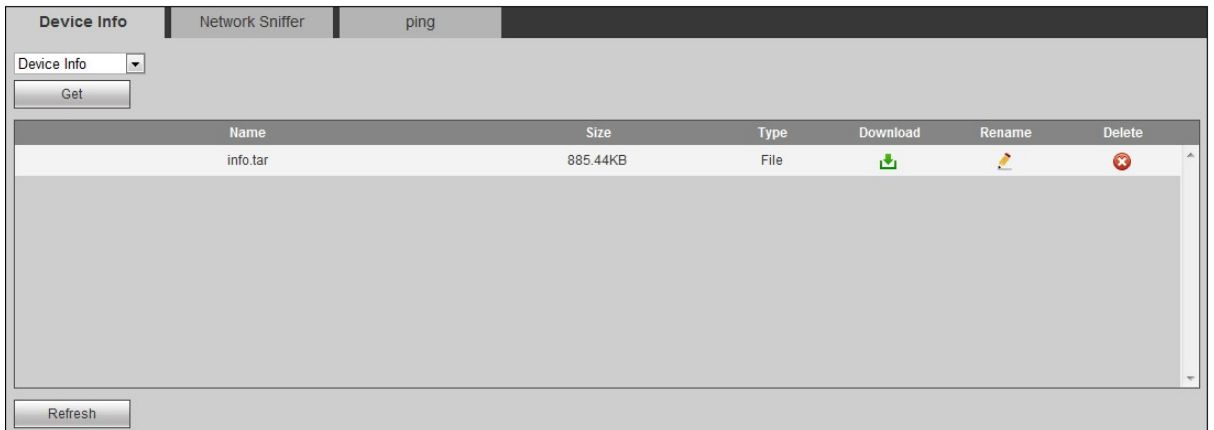 Device Info Network Sniffer ping
Device Info
Get
Name Size Type Download Rename Delete
info.tar 885.44KB File
Refresh